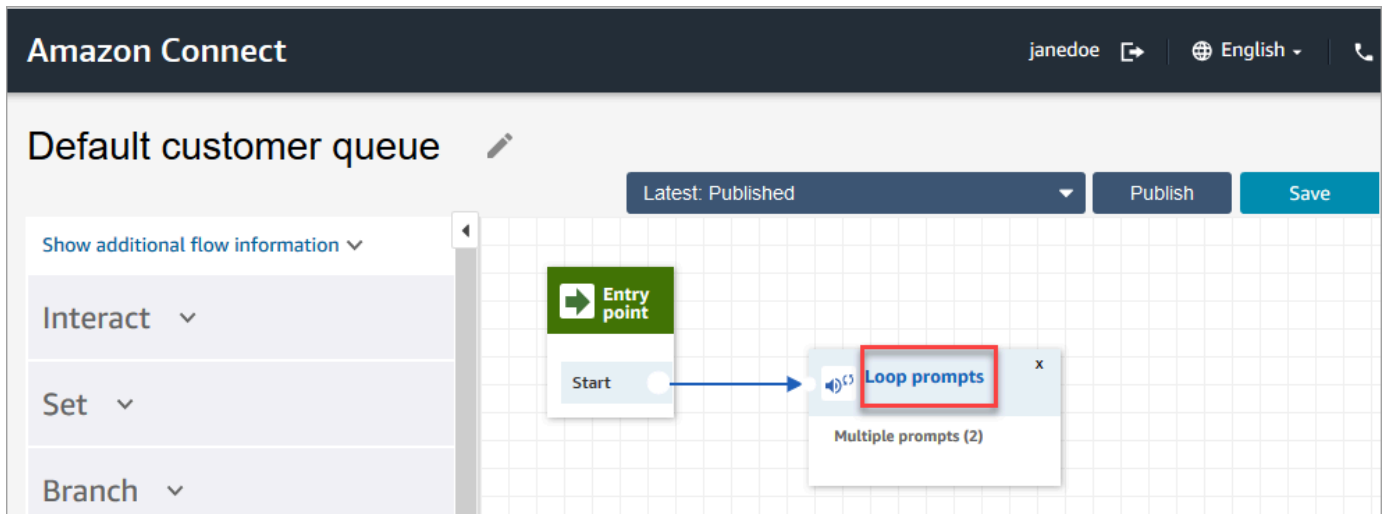 Amazon Connect
janedoe
English
Default customer queue
Latest: Published
Publish
Save
Show additional flow information
Interact
Set
Branch
Entry
point
Start
Loop prompts
x
Multiple prompts (2)